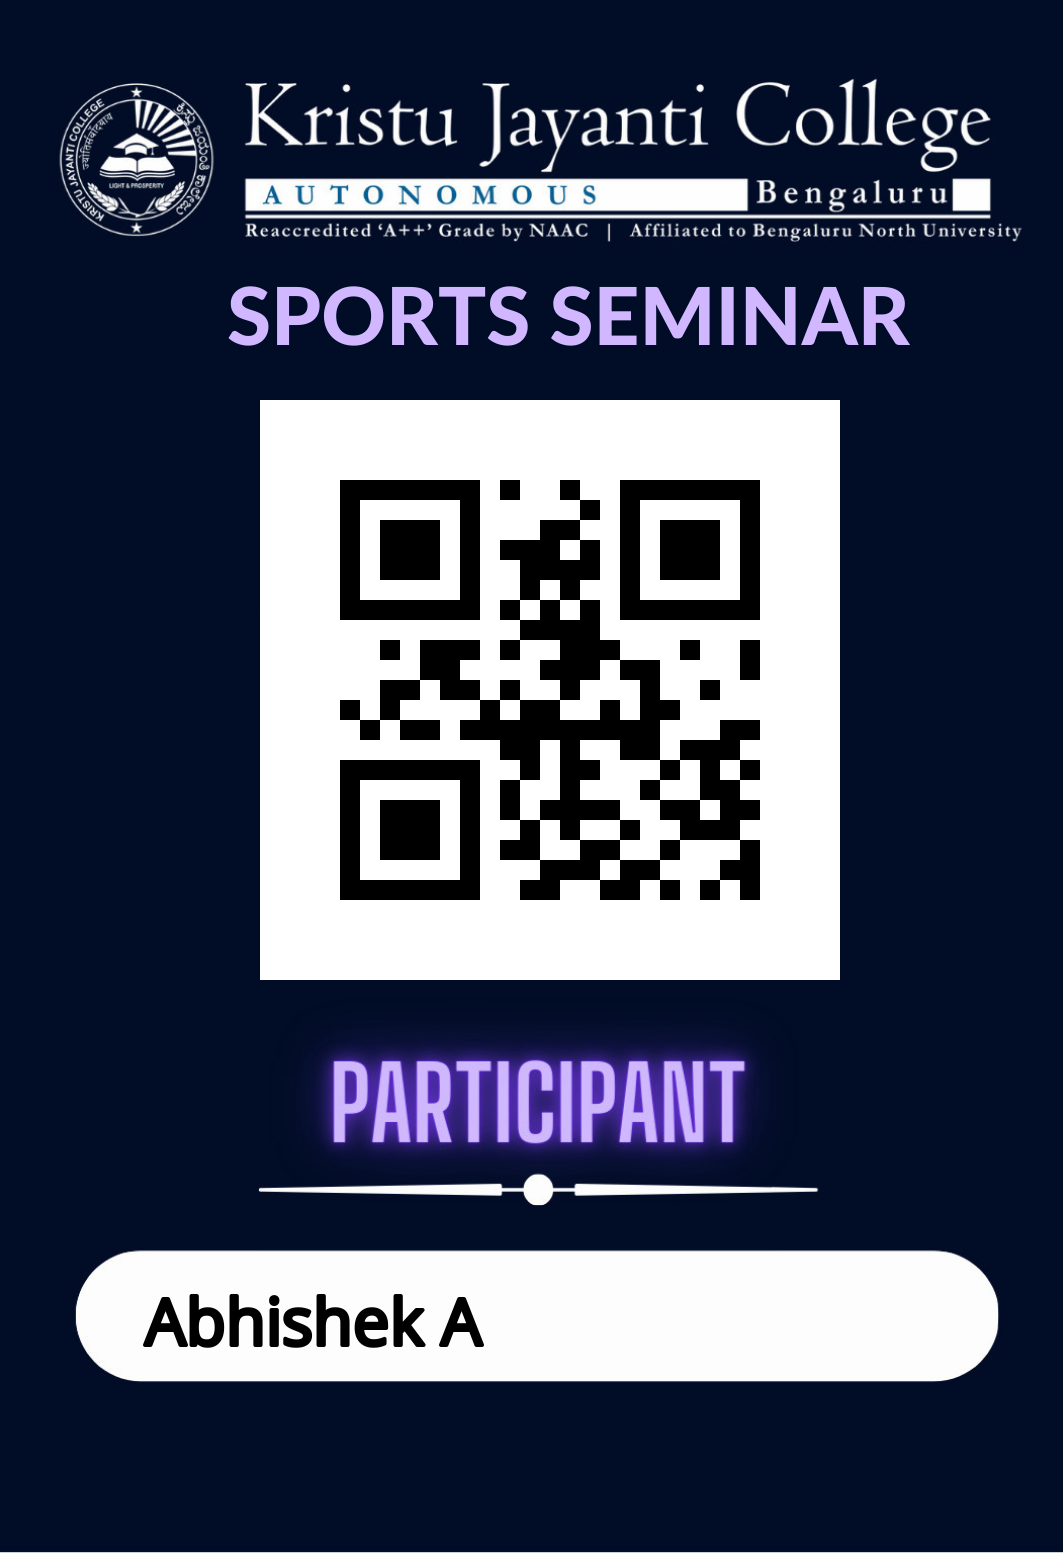 KRISTU JAYANTI COLLEGE
ಕ್ರಿಸ್ತು ಜಯಂತಿ ಕಾಲೇಜು
LIGHT & PROSPERITY
Kristu Jayanti College
AUTONOMOUS Bengaluru
Reaccredited ‘A++’ Grade by NAAC | Affiliated to Bengaluru North University
SPORTS SEMINAR
PARTICIPANT
Abhishek A